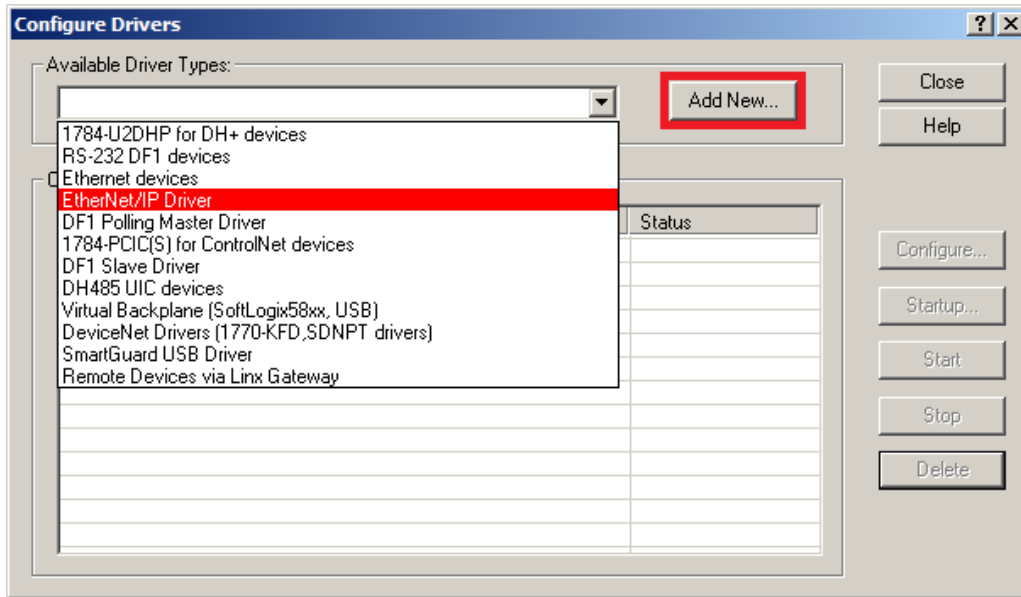 Configure Drivers
Available Driver Types:
Add New...
Close
Help
1784-U2DHP for DH+ devices
RS-232 DF1 devices
Ethernet devices
EtherNet/IP Driver
DF1 Polling Master Driver
1784-PCIC(S) for ControlNet devices
DF1 Slave Driver
DH485 UIC devices
Virtual Backplane (SoftLogix58xx, USB)
DeviceNet Drivers (1770-KFD,SDNPT drivers)
SmartGuard USB Driver
Remote Devices via Linx Gateway
Status
Configure...
Startup...
Start
Stop
Delete